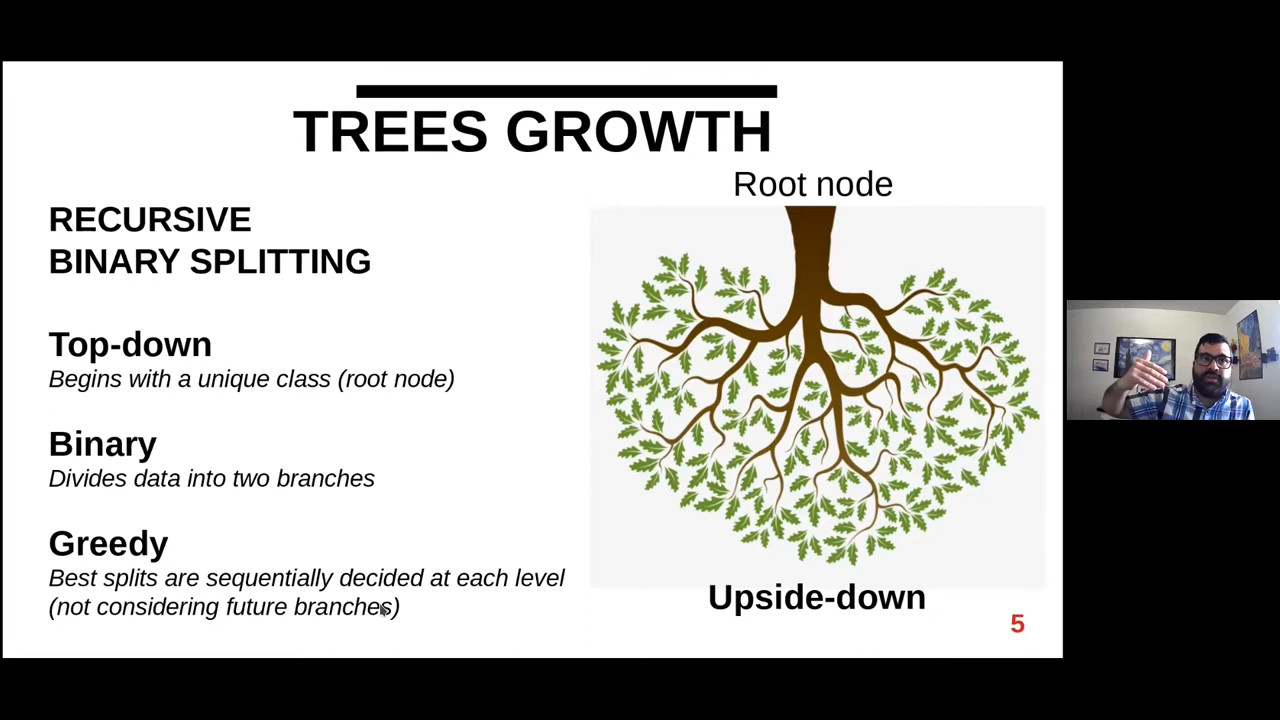 TREES GROWTH
Root node
RECURSIVE
BINARY SPLITTING
Top-down
Begins with a unique class (root node)
Binary
Divides data into two branches
Greedy
Best splits are sequentially decided at each level
(not considering future branches)
Upside-down
5